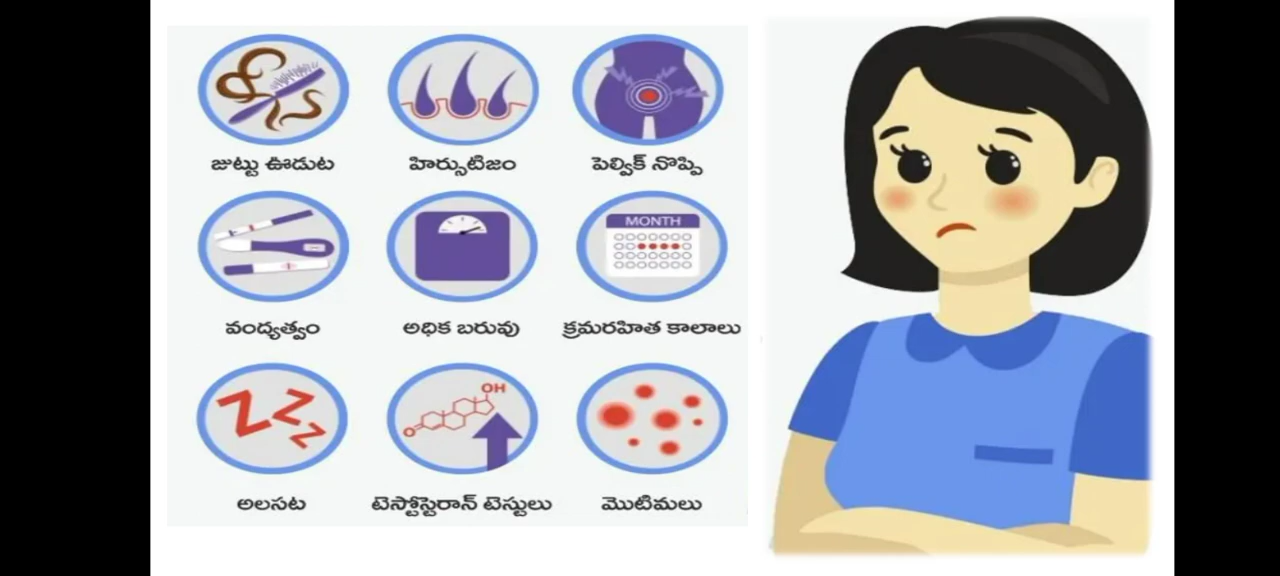 జుట్టు ఊడుట
హిర్సుటిజం
పెల్విక్ నొప్పి
MONTH
వంధ్యత్వం
అధిక బరువు
క్రమరహిత కాలాలు
Z Z Z
OH
O
అలసట
టెస్టోస్టెరాన్ టెస్టులు
మొటిమలు